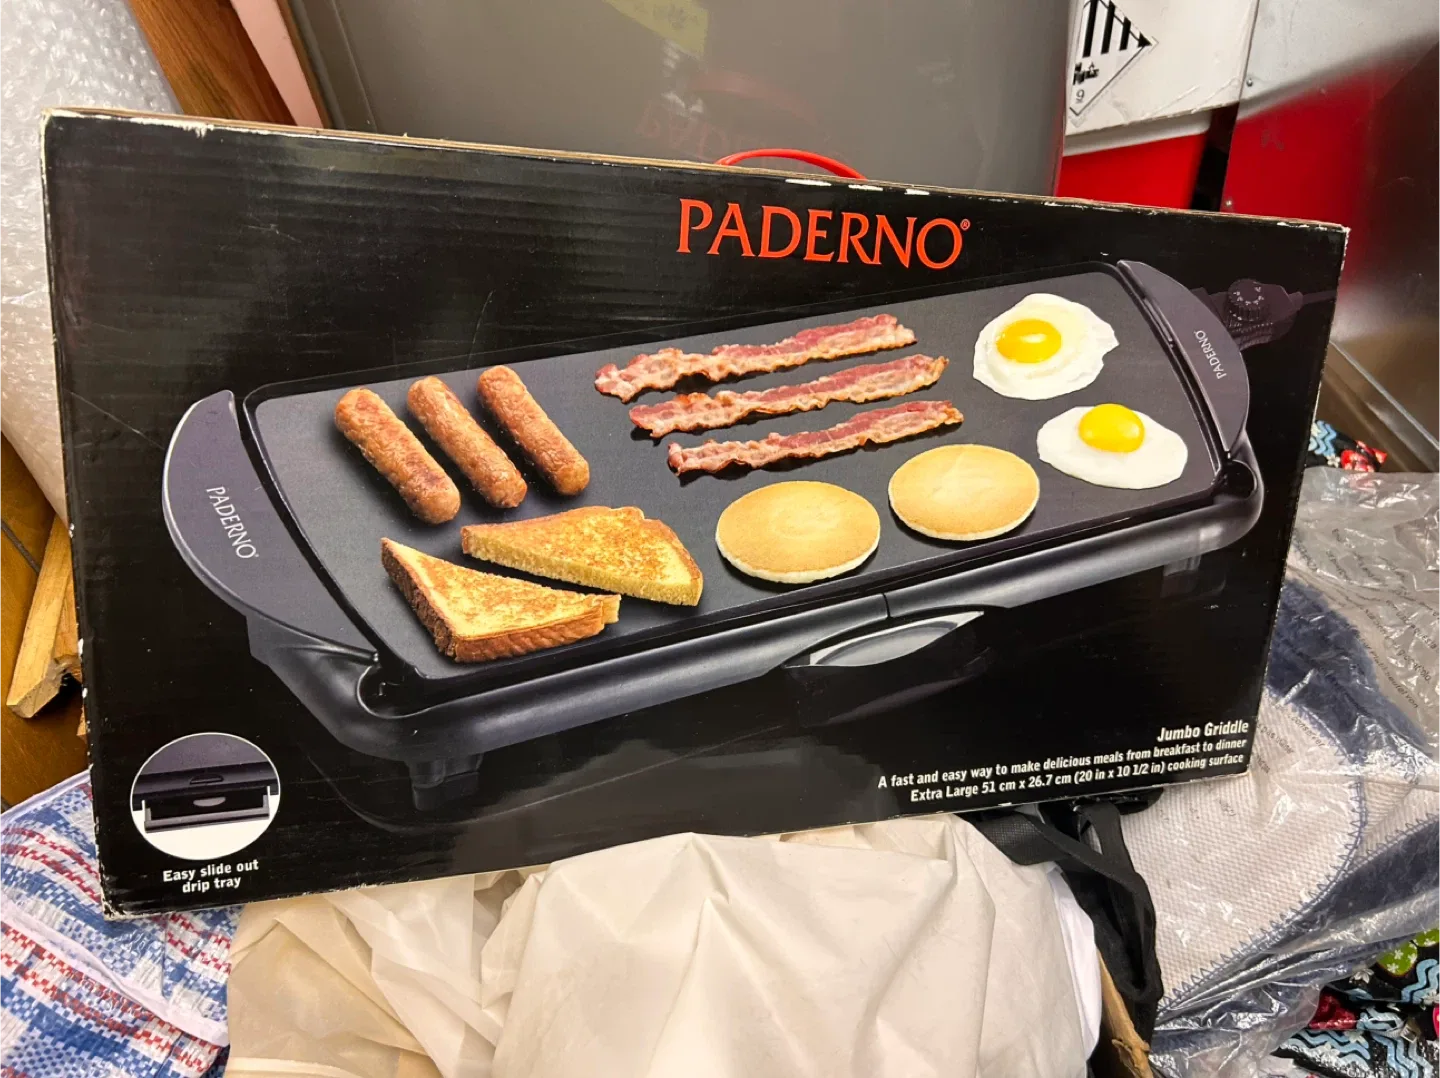 9
PADERNO®
PADERNO
PADERNO®
Jumbo Griddle
A fast and easy way to make delicious meals from breakfast to dinner
Extra Large 51 cm x 26.7 cm (20 in x 10 1/2 in) cooking surface
Easy slide out
drip tray